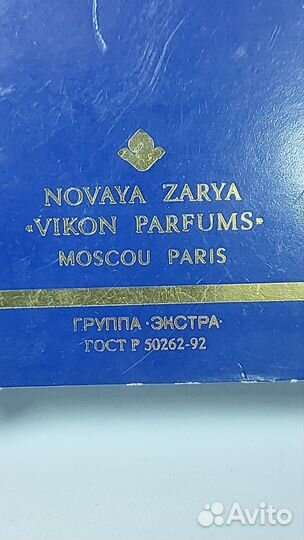 NOVAYA ZARYA
«VIKON PARFUMS»
MOSCOU PARIS
ГРУППА ·ЭКСТРА·
ГОСТ Р 50262-92
Avito